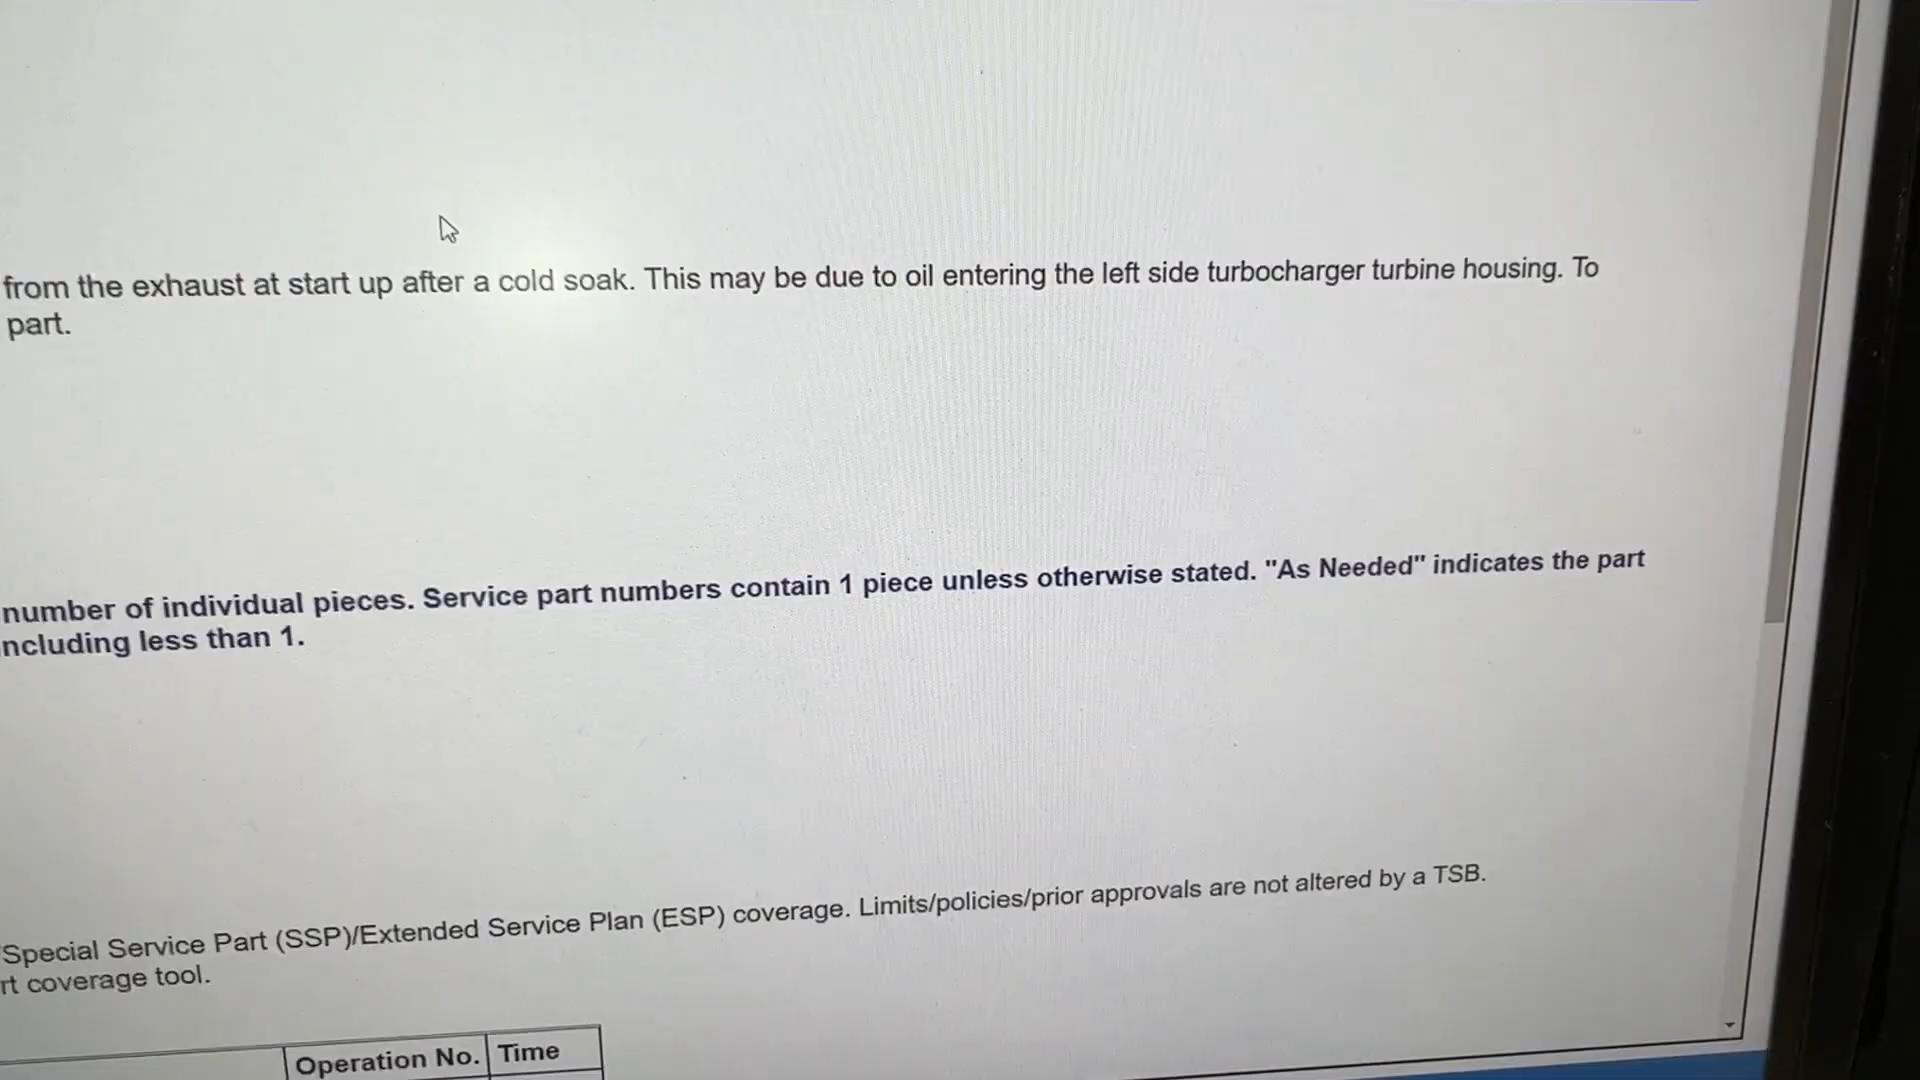 from the exhaust at start up after a cold soak. This may be due to oil entering the left side turbocharger turbine housing. To
part.
number of individual pieces. Service part numbers contain 1 piece unless otherwise stated. "As Needed" indicates the part
ncluding less than 1.
Special Service Part (SSP)/Extended Service Plan (ESP) coverage. Limits/policies/prior approvals are not altered by a TSB.
rt coverage tool.
Operation No. Time